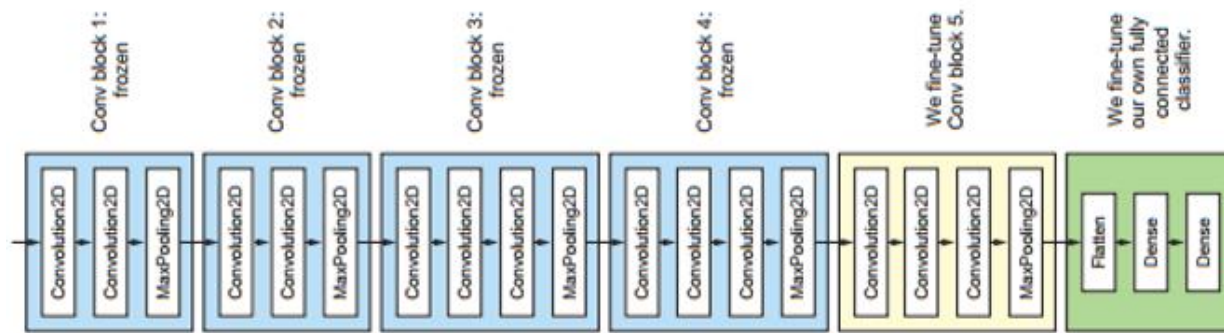 Conv block 1:
frozen
Convolution2D
Convolution2D
MaxPooling2D
Conv block 2:
frozen
Convolution2D
Convolution2D
MaxPooling2D
Conv block 3:
frozen
Convolution2D
Convolution2D
Convolution2D
MaxPooling2D
Conv block 4:
frozen
Convolution2D
Convolution2D
Convolution2D
MaxPooling2D
We fine-tune
Conv block 5.
Convolution2D
Convolution2D
Convolution2D
MaxPooling2D
We fine-tune
our own fully
connected
classifier.
Flatten
Dense
Dense